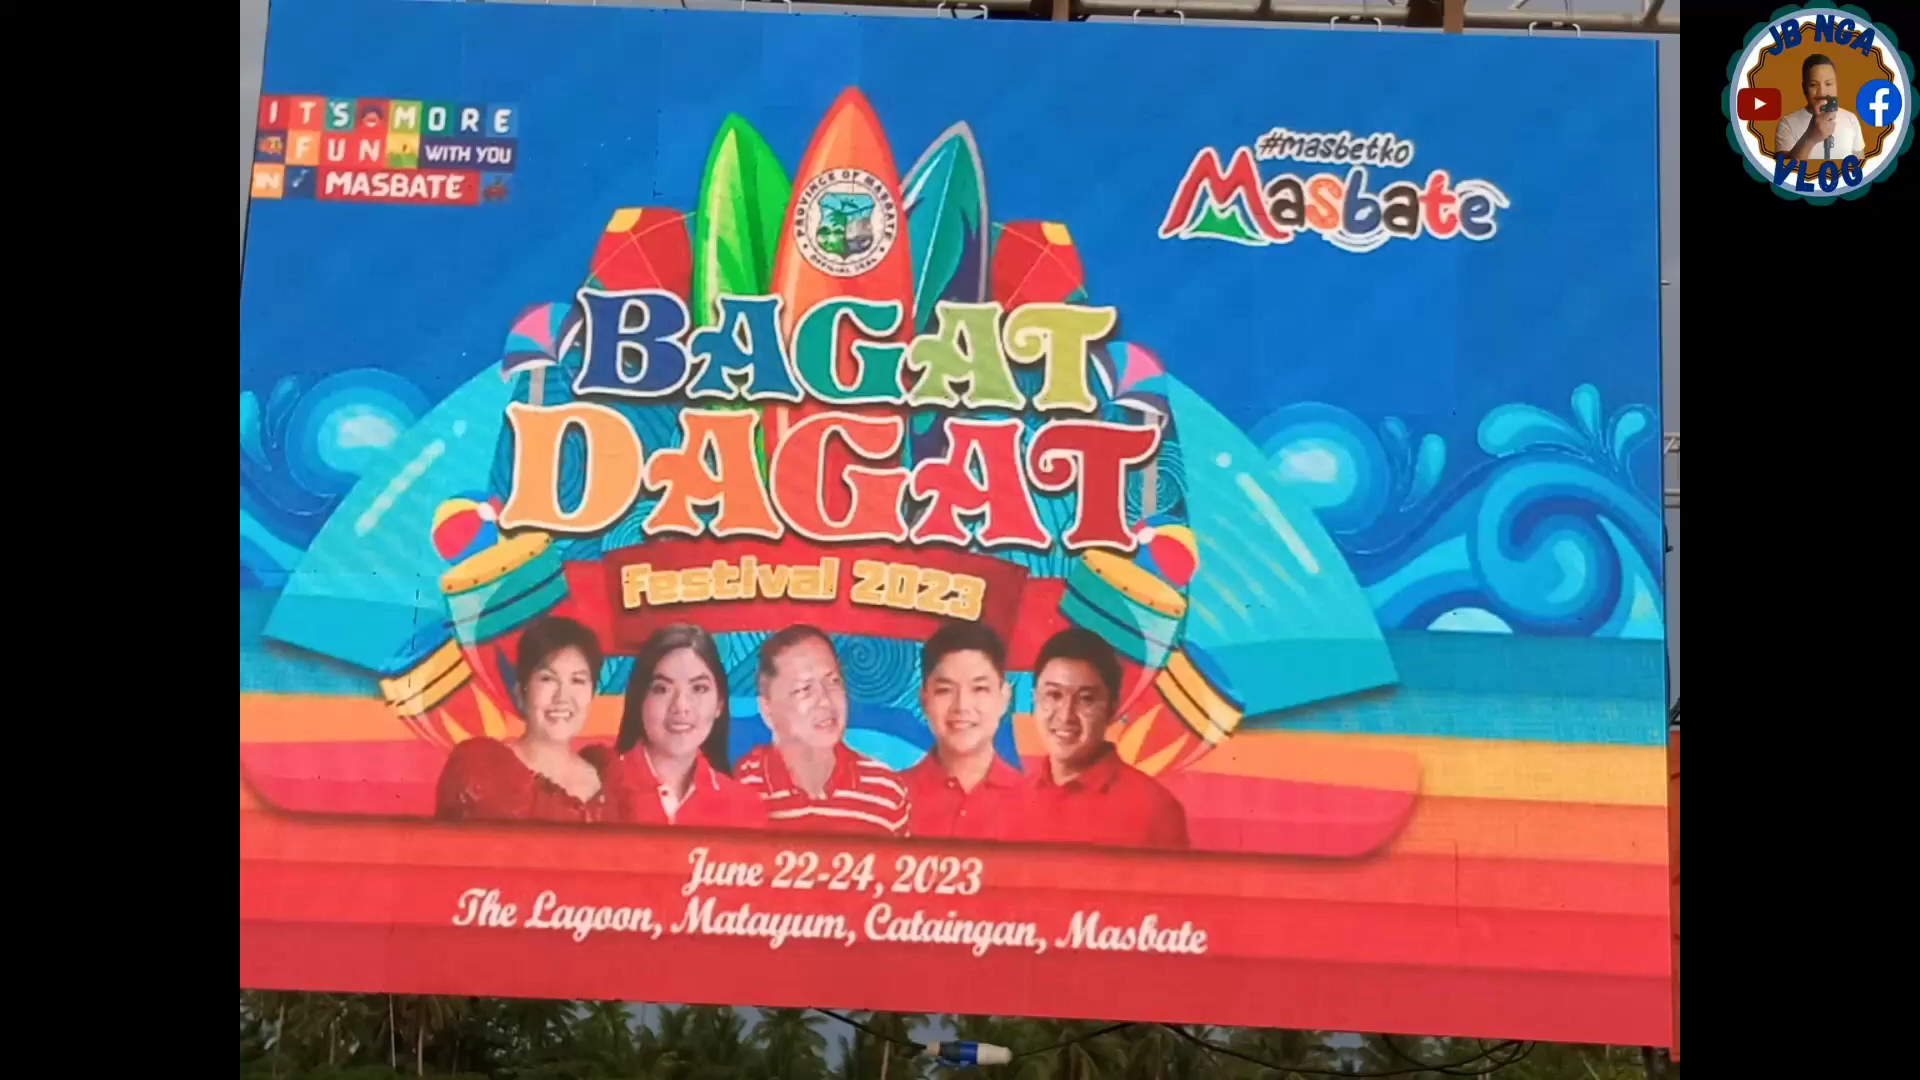 IT'S MORE
FUN WITH YOU
IN MASBATE
#masbetko
Masbate
PROVINCE OF MASBATE
OFFICIAL SEAL
BAGAT
DAGAT
Festival 2023
June 22-24, 2023
The Lagoon, Matayum, Cataingan, Masbate
JB NGA
VLOG